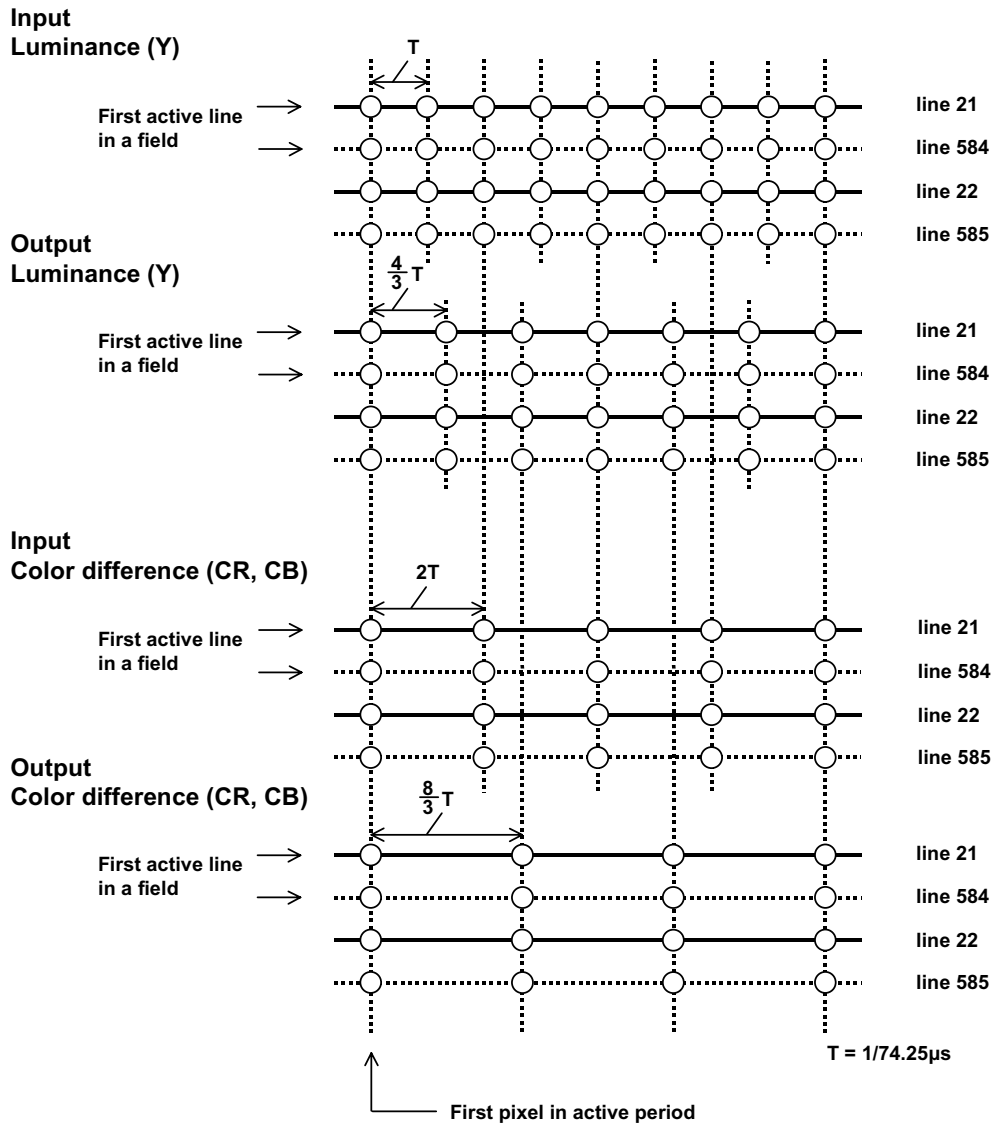 Input
Luminance (Y)
T
First active line
in a field
line 21
line 584
line 22
line 585
Output
Luminance (Y)
4/3 T
First active line
in a field
line 21
line 584
line 22
line 585
Input
Color difference (CR, CB)
2T
First active line
in a field
line 21
line 584
line 22
line 585
Output
Color difference (CR, CB)
8/3 T
First active line
in a field
line 21
line 584
line 22
line 585
T = 1/74.25µs
First pixel in active period